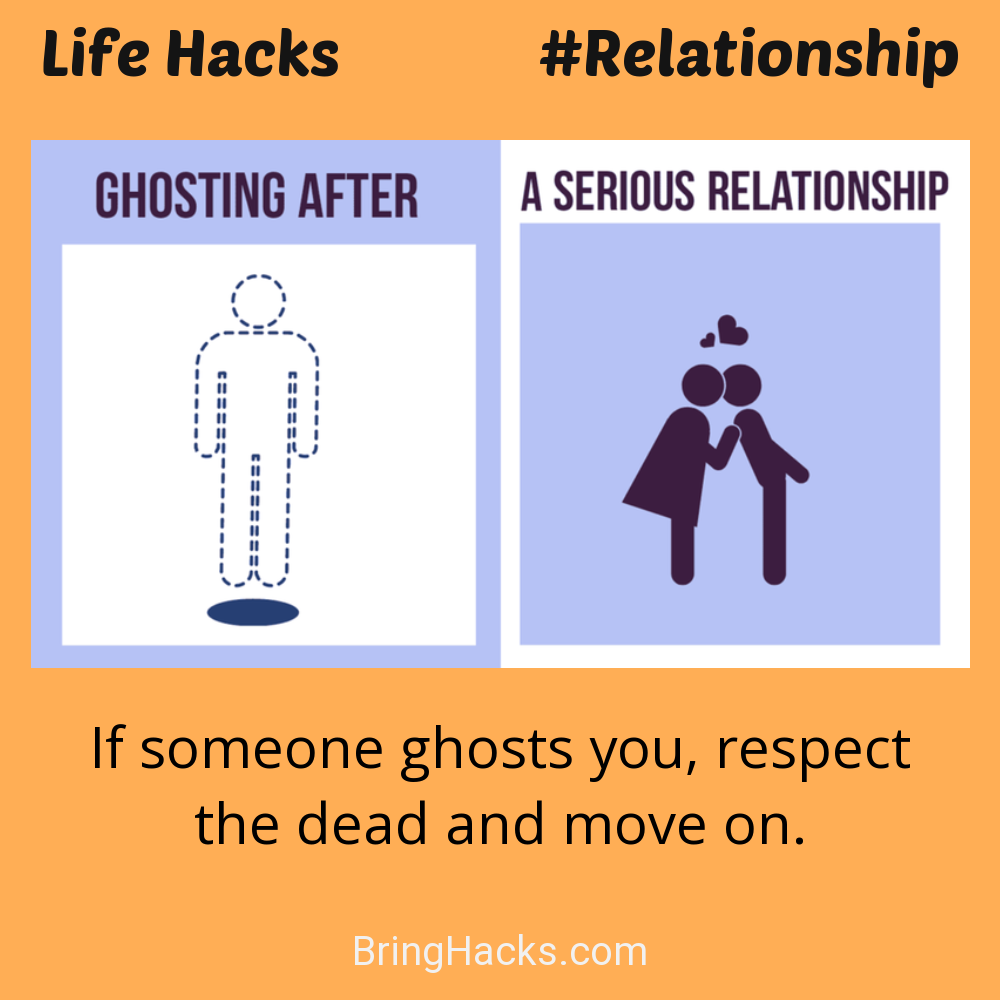 Life Hacks #Relationship
GHOSTING AFTER
A SERIOUS RELATIONSHIP
If someone ghosts you, respect
the dead and move on.
BringHacks.com